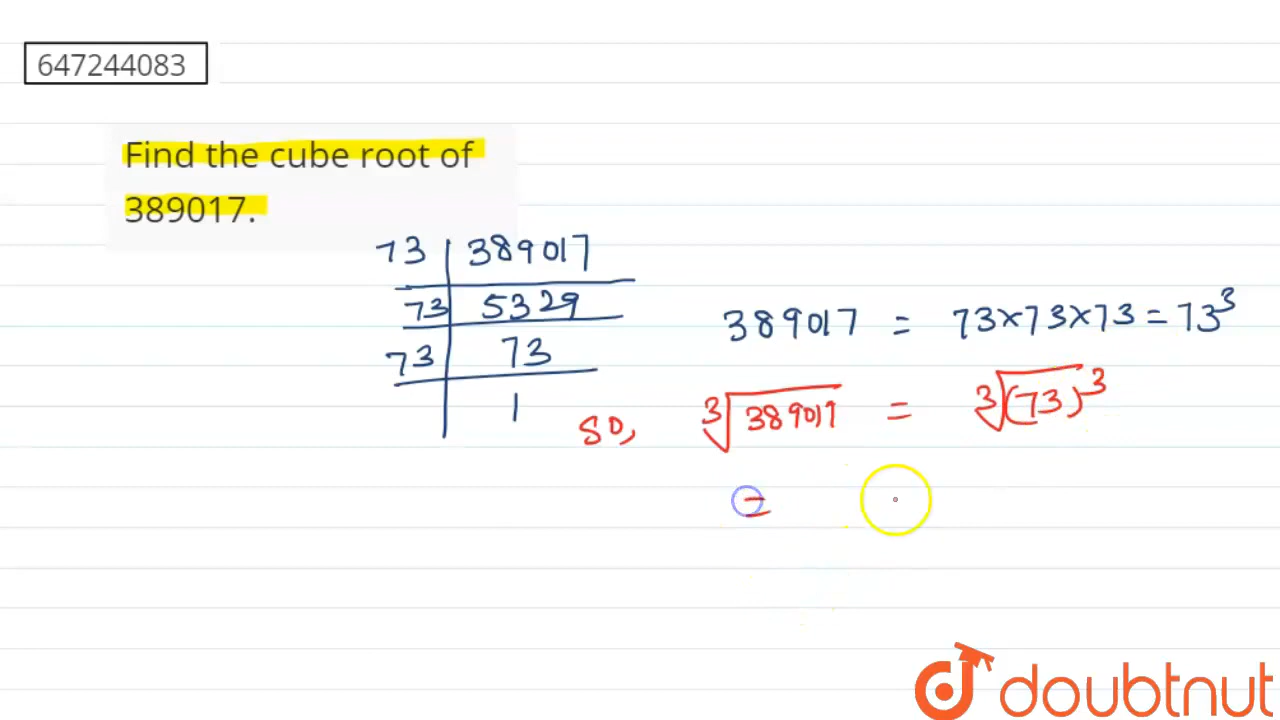 647244083
Find the cube root of
389017.
73 | 389017
73 | 5329
73 | 73
1
389017 = 73×73×73 = 73³
so, ∛389017 = ∛(73)³
=
doubtnut